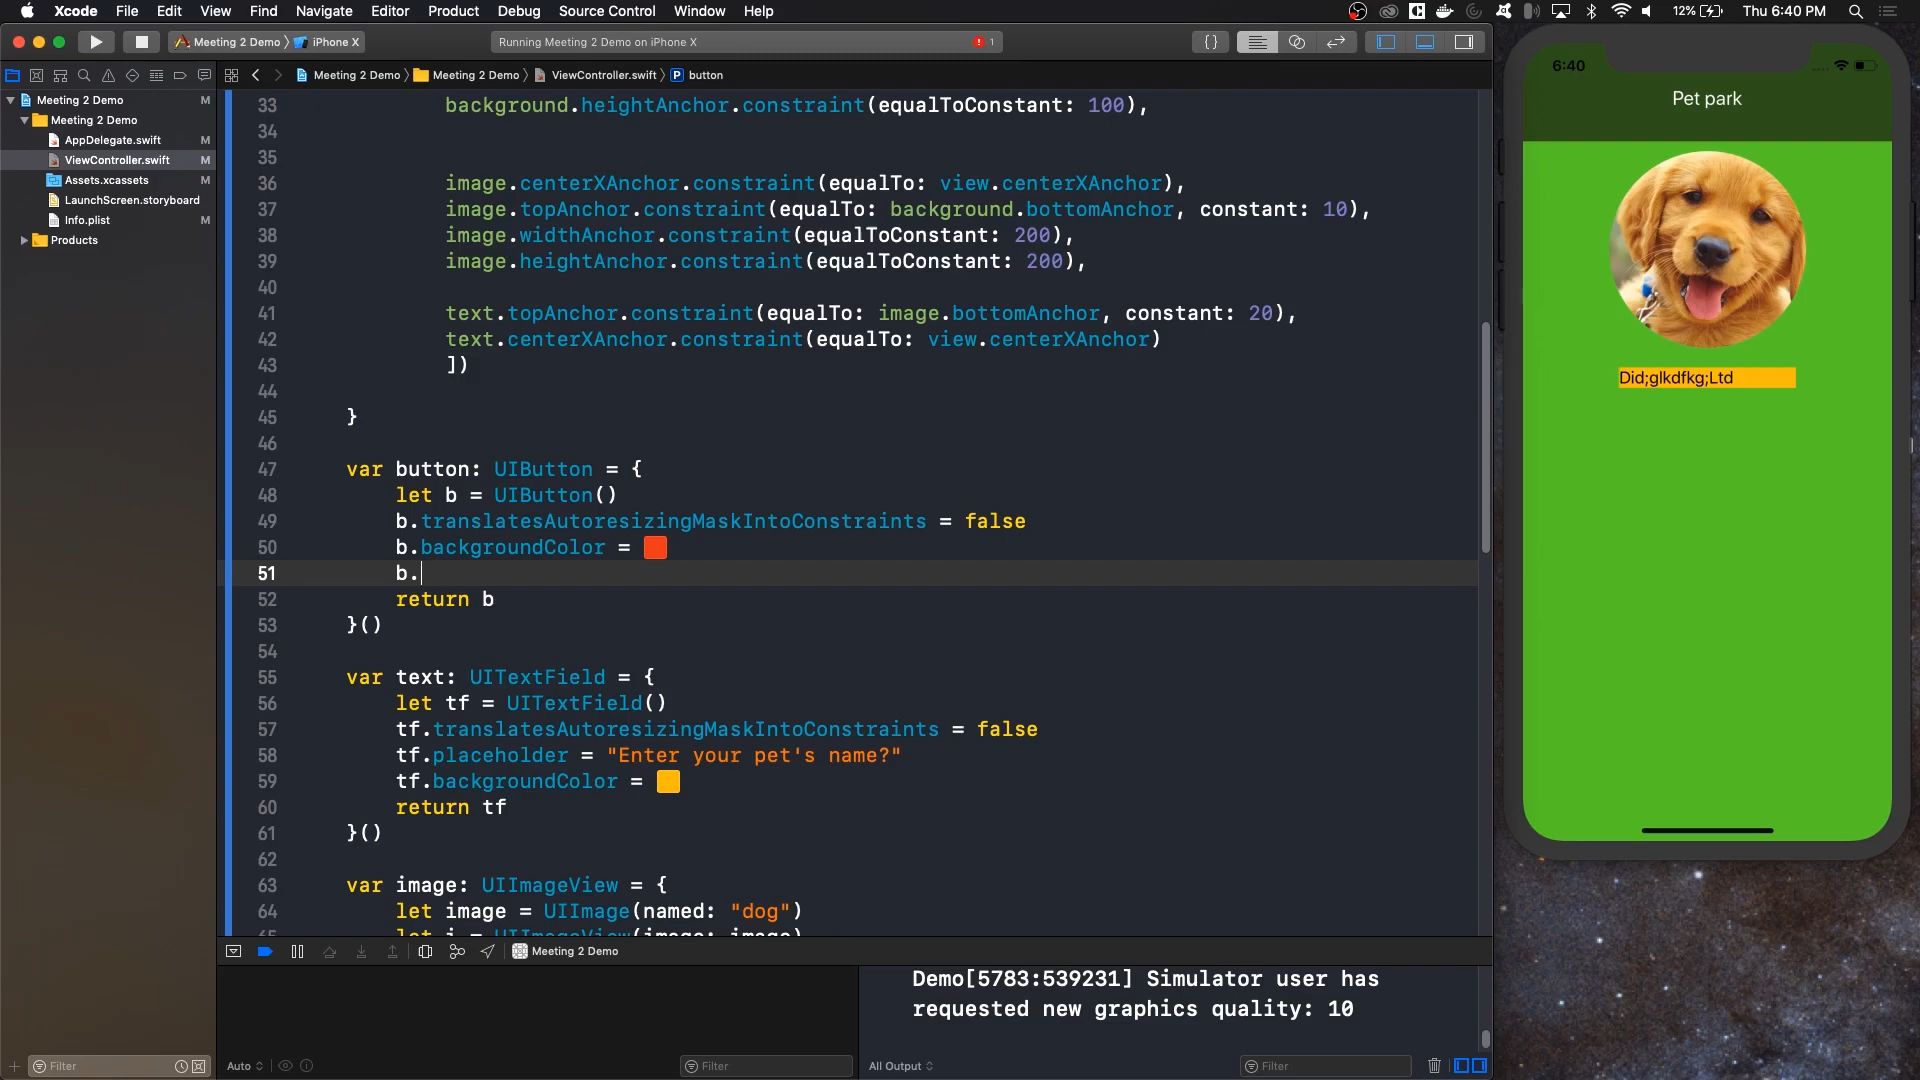 Xcode File Edit View Find Navigate Editor Product Debug Source Control Window Help 12% Thu 6:40 PM
Meeting 2 Demo iPhone X Running Meeting 2 Demo on iPhone X 1
Meeting 2 Demo Meeting 2 Demo ViewController.swift P button
Meeting 2 Demo M
Meeting 2 Demo
AppDelegate.swift M
ViewController.swift M
Assets.xcassets M
LaunchScreen.storyboard
Info.plist M
Products
33 background.heightAnchor.constraint(equalToConstant: 100),
34
35
36 image.centerXAnchor.constraint(equalTo: view.centerXAnchor),
37 image.topAnchor.constraint(equalTo: background.bottomAnchor, constant: 10),
38 image.widthAnchor.constraint(equalToConstant: 200),
39 image.heightAnchor.constraint(equalToConstant: 200),
40
41 text.topAnchor.constraint(equalTo: image.bottomAnchor, constant: 20),
42 text.centerXAnchor.constraint(equalTo: view.centerXAnchor)
43 ])
44
45 }
46
47 var button: UIButton = {
48 let b = UIButton()
49 b.translatesAutoresizingMaskIntoConstraints = false
50 b.backgroundColor =
51 b.
52 return b
53 }()
54
55 var text: UITextField = {
56 let tf = UITextField()
57 tf.translatesAutoresizingMaskIntoConstraints = false
58 tf.placeholder = "Enter your pet's name?"
59 tf.backgroundColor =
60 return tf
61 }()
62
63 var image: UIImageView = {
64 let image = UIImage(named: "dog")
65 let i = UIImageView(image: image)
Meeting 2 Demo
Demo[5783:539231] Simulator user has
requested new graphics quality: 10
Filter Auto Filter All Output Filter
6:40
Pet park
Did;glkdfkg;Ltd